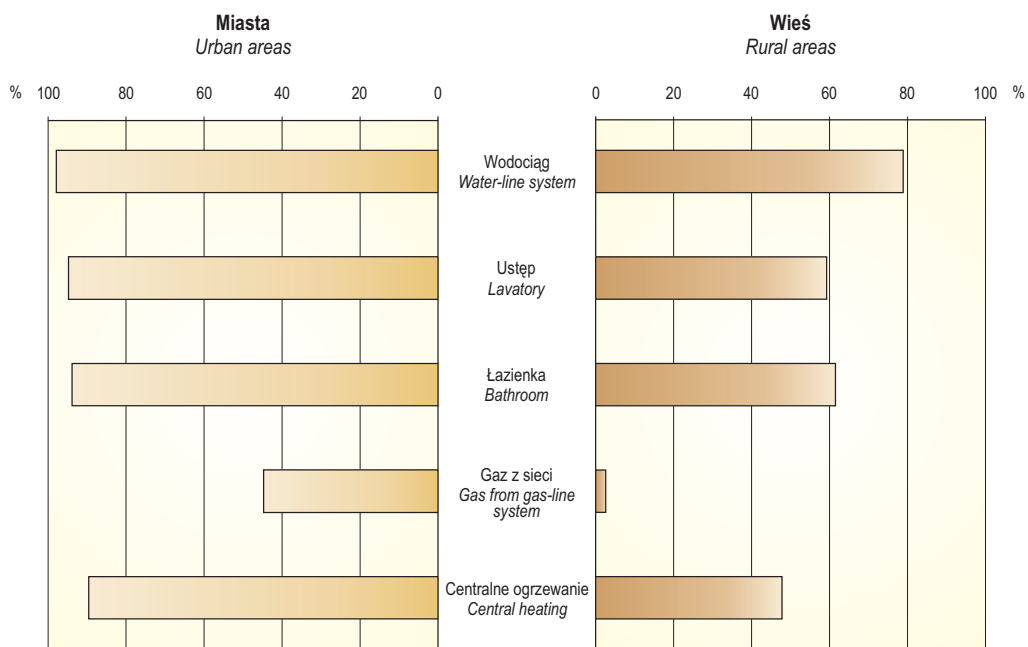 Miasta
Urban areas
Wieś
Rural areas
% 100 80 60 40 20 0
0 20 40 60 80 100 %
Wodociąg
Water-line system
Ustęp
Lavatory
Łazienka
Bathroom
Gaz z sieci
Gas from gas-line
system
Centralne ogrzewanie
Central heating